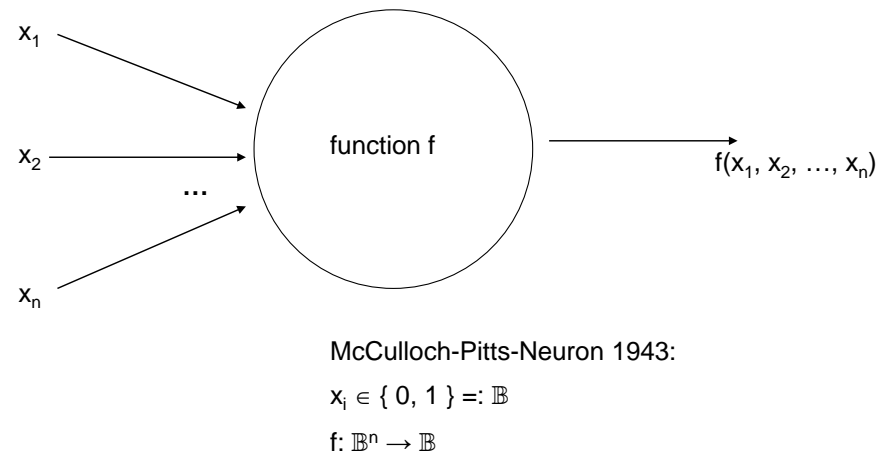 x₁
function f
x₂
f(x₁, x₂, …, xₙ)
…
xₙ
McCulloch-Pitts-Neuron 1943:
xᵢ ∈ { 0, 1 } =: 𝔹
f: 𝔹ⁿ → 𝔹